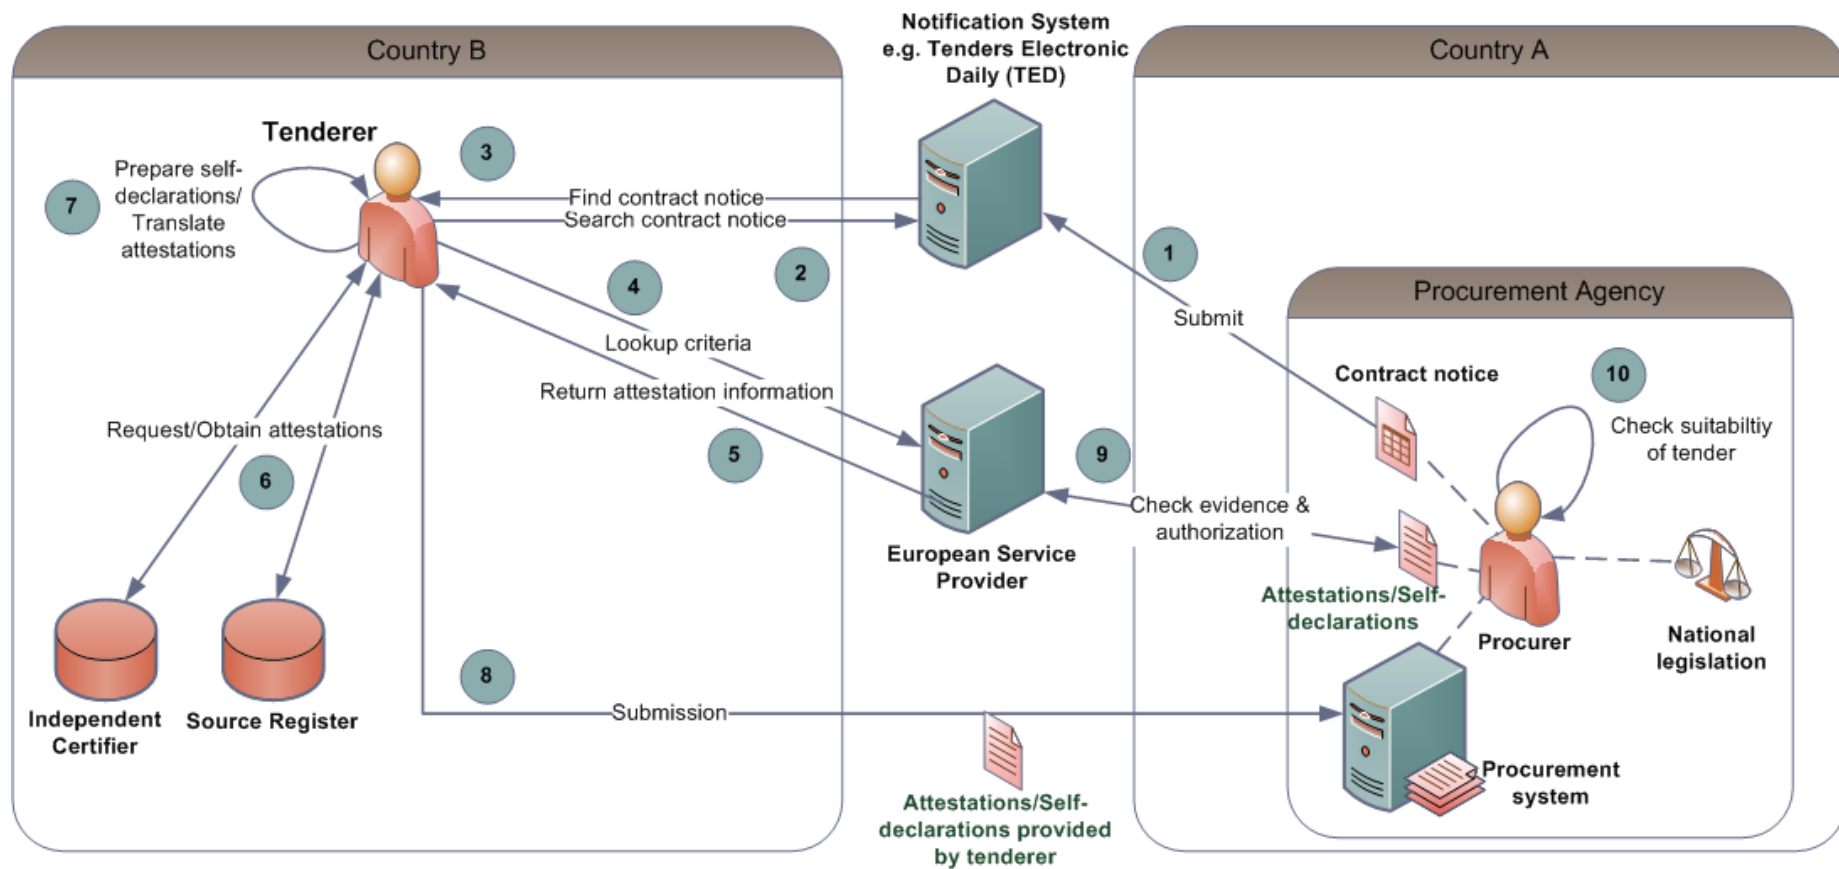 Country B
Notification System
e.g. Tenders Electronic
Daily (TED)
Country A
Tenderer
3
Prepare self-
declarations/
Translate
attestations
7
Find contract notice
Search contract notice
2
1
Submit
4
Lookup criteria
Return attestation information
5
Request/Obtain attestations
6
Independent
Certifier
Source Register
European Service
Provider
9
Check evidence &
authorization
Procurement Agency
Contract notice
10
Check suitabiltiy
of tender
Attestations/Self-
declarations
Procurer
National
legislation
8
Submission
Attestations/Self-
declarations provided
by tenderer
Procurement
system